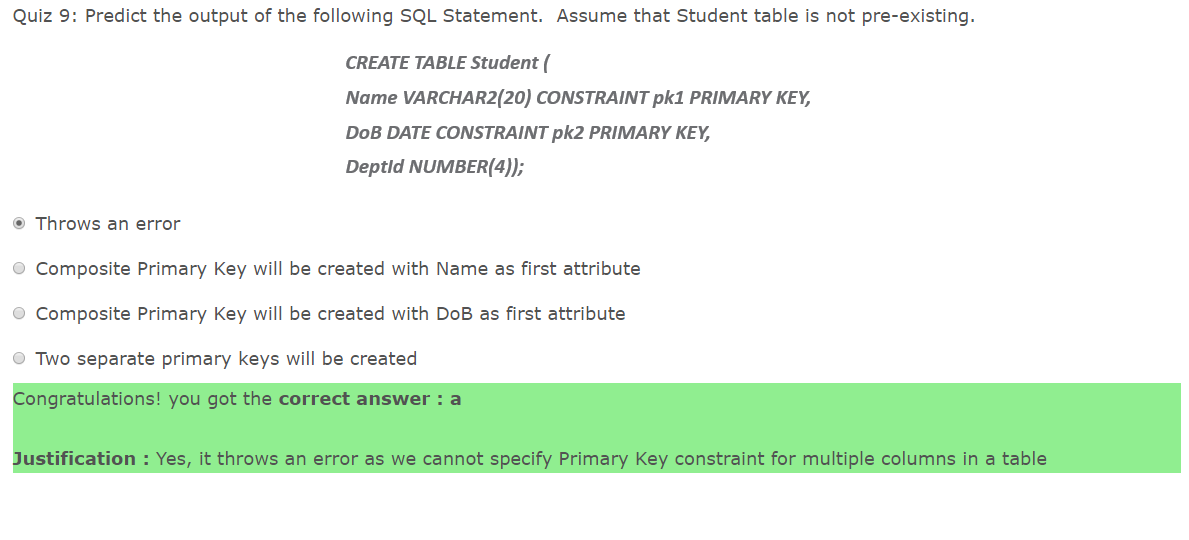 Quiz 9: Predict the output of the following SQL Statement.  Assume that Student table is not pre-existing.
CREATE TABLE Student (
Name VARCHAR2(20) CONSTRAINT pk1 PRIMARY KEY,
DoB DATE CONSTRAINT pk2 PRIMARY KEY,
DeptId NUMBER(4));
Throws an error
Composite Primary Key will be created with Name as first attribute
Composite Primary Key will be created with DoB as first attribute
Two separate primary keys will be created
Congratulations! you got the correct answer : a
Justification : Yes, it throws an error as we cannot specify Primary Key constraint for multiple columns in a table